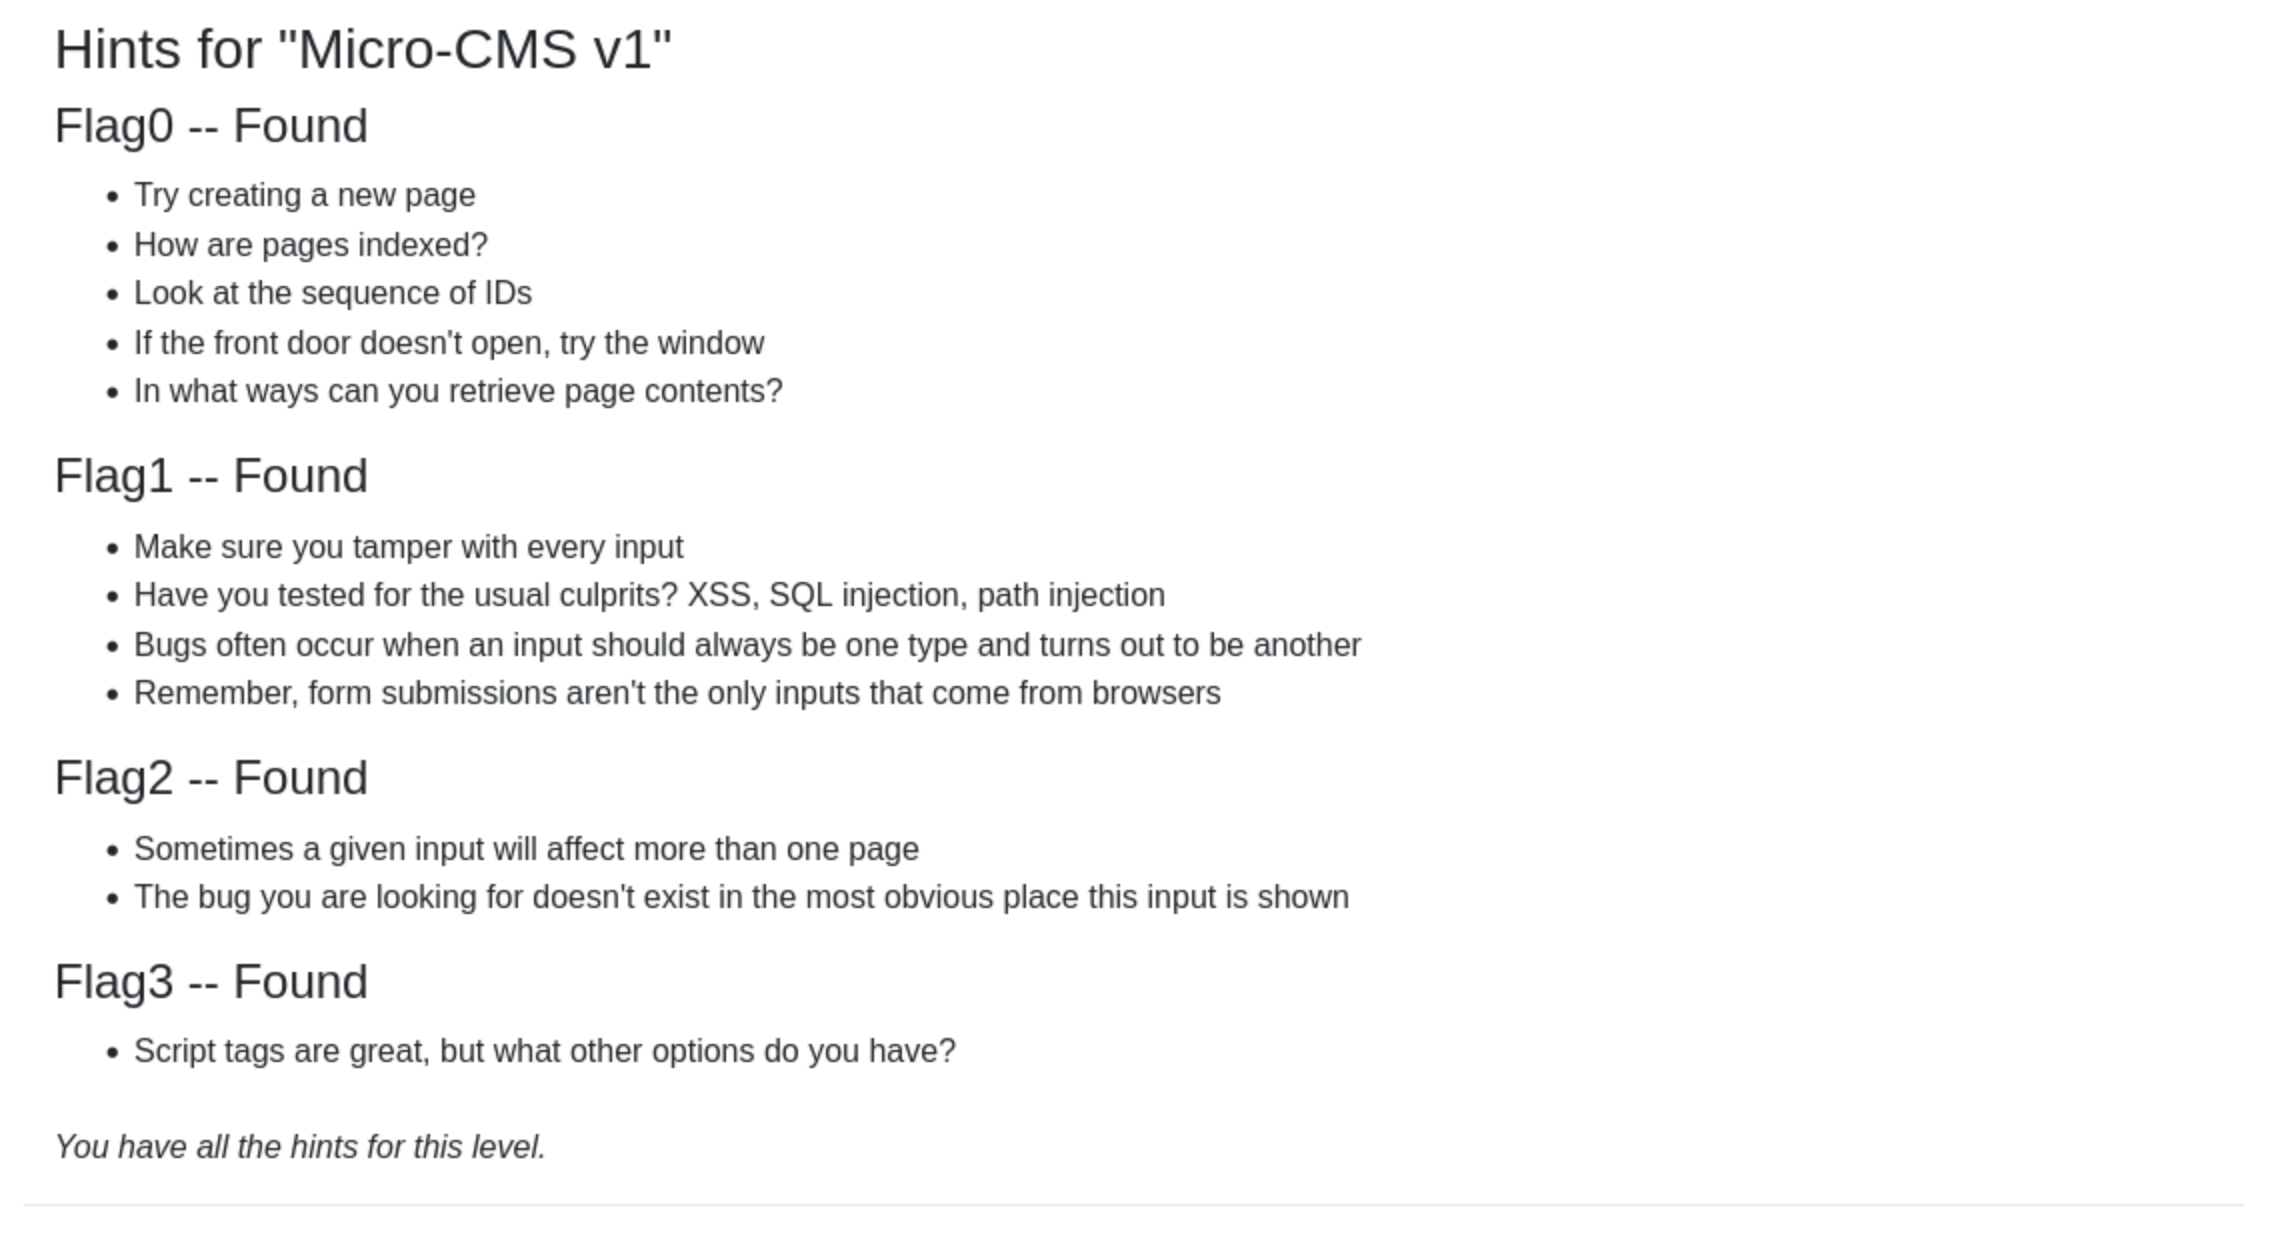 Hints for "Micro-CMS v1"
Flag0 -- Found
• Try creating a new page
• How are pages indexed?
• Look at the sequence of IDs
• If the front door doesn't open, try the window
• In what ways can you retrieve page contents?
Flag1 -- Found
• Make sure you tamper with every input
• Have you tested for the usual culprits? XSS, SQL injection, path injection
• Bugs often occur when an input should always be one type and turns out to be another
• Remember, form submissions aren't the only inputs that come from browsers
Flag2 -- Found
• Sometimes a given input will affect more than one page
• The bug you are looking for doesn't exist in the most obvious place this input is shown
Flag3 -- Found
• Script tags are great, but what other options do you have?
You have all the hints for this level.